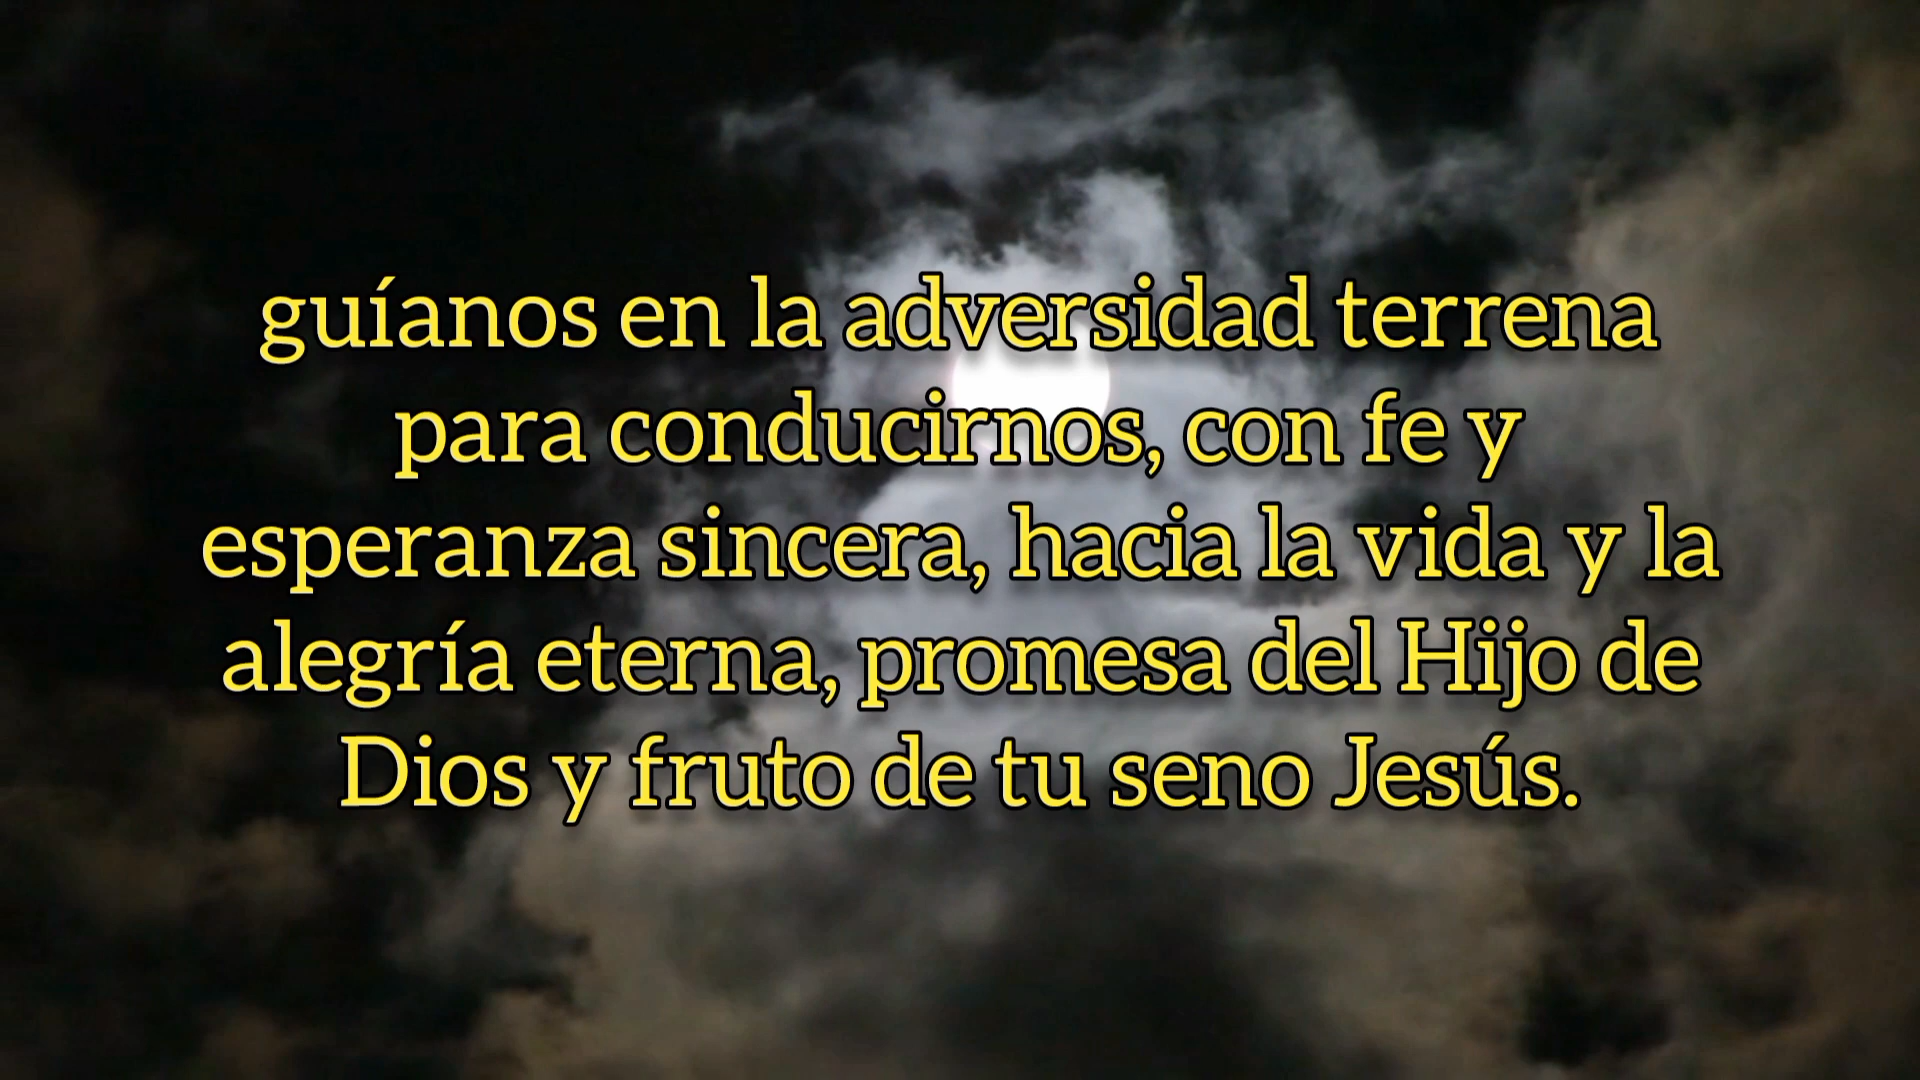 guíanos en la adversidad terrena
para conducirnos, con fe y
esperanza sincera, hacia la vida y la
alegría eterna, promesa del Hijo de
Dios y fruto de tu seno Jesús.